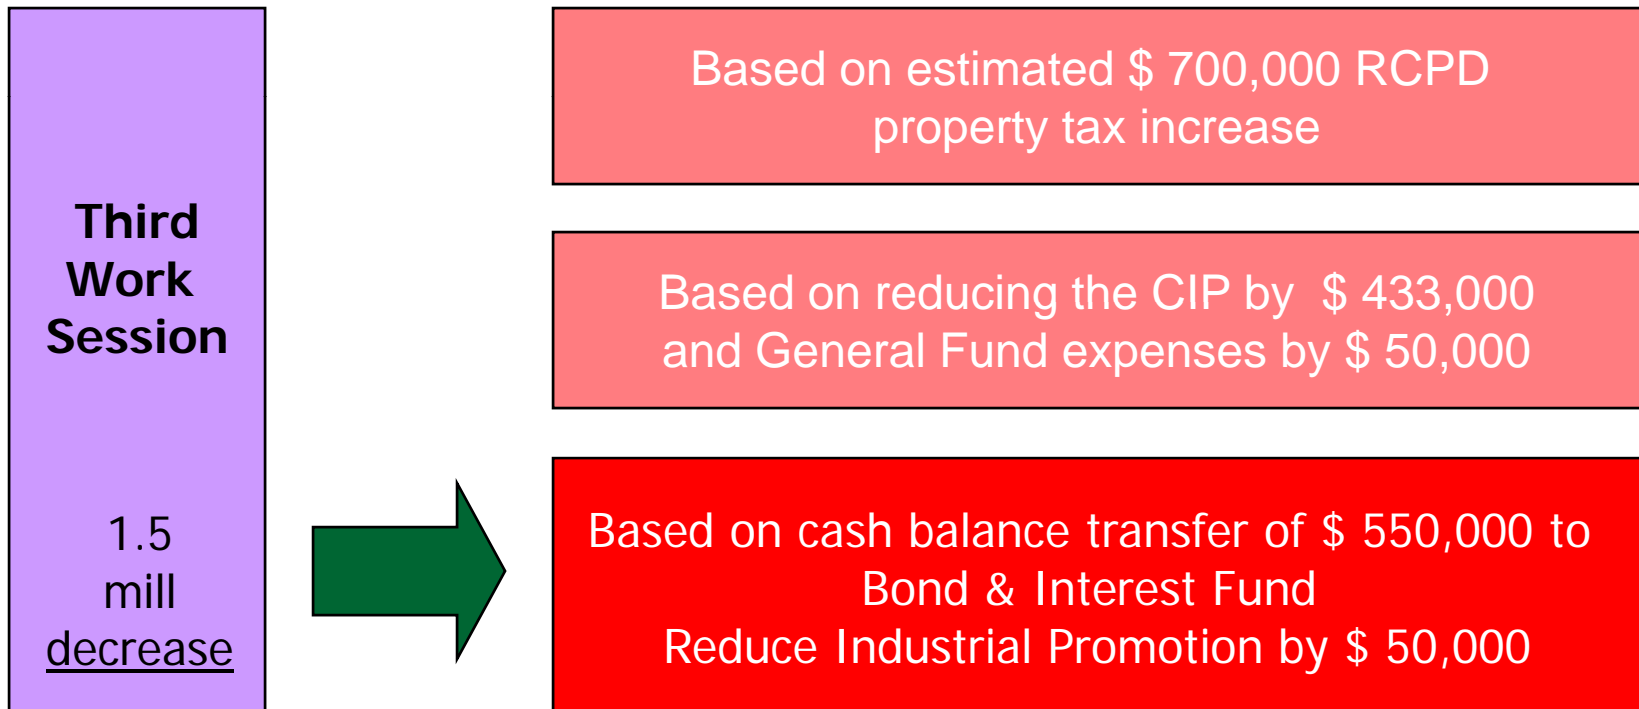 Third
Work
Session
1.5
mill
decrease
Based on estimated $ 700,000 RCPD
property tax increase
Based on reducing the CIP by $ 433,000
and General Fund expenses by $ 50,000
Based on cash balance transfer of $ 550,000 to
Bond & Interest Fund
Reduce Industrial Promotion by $ 50,000